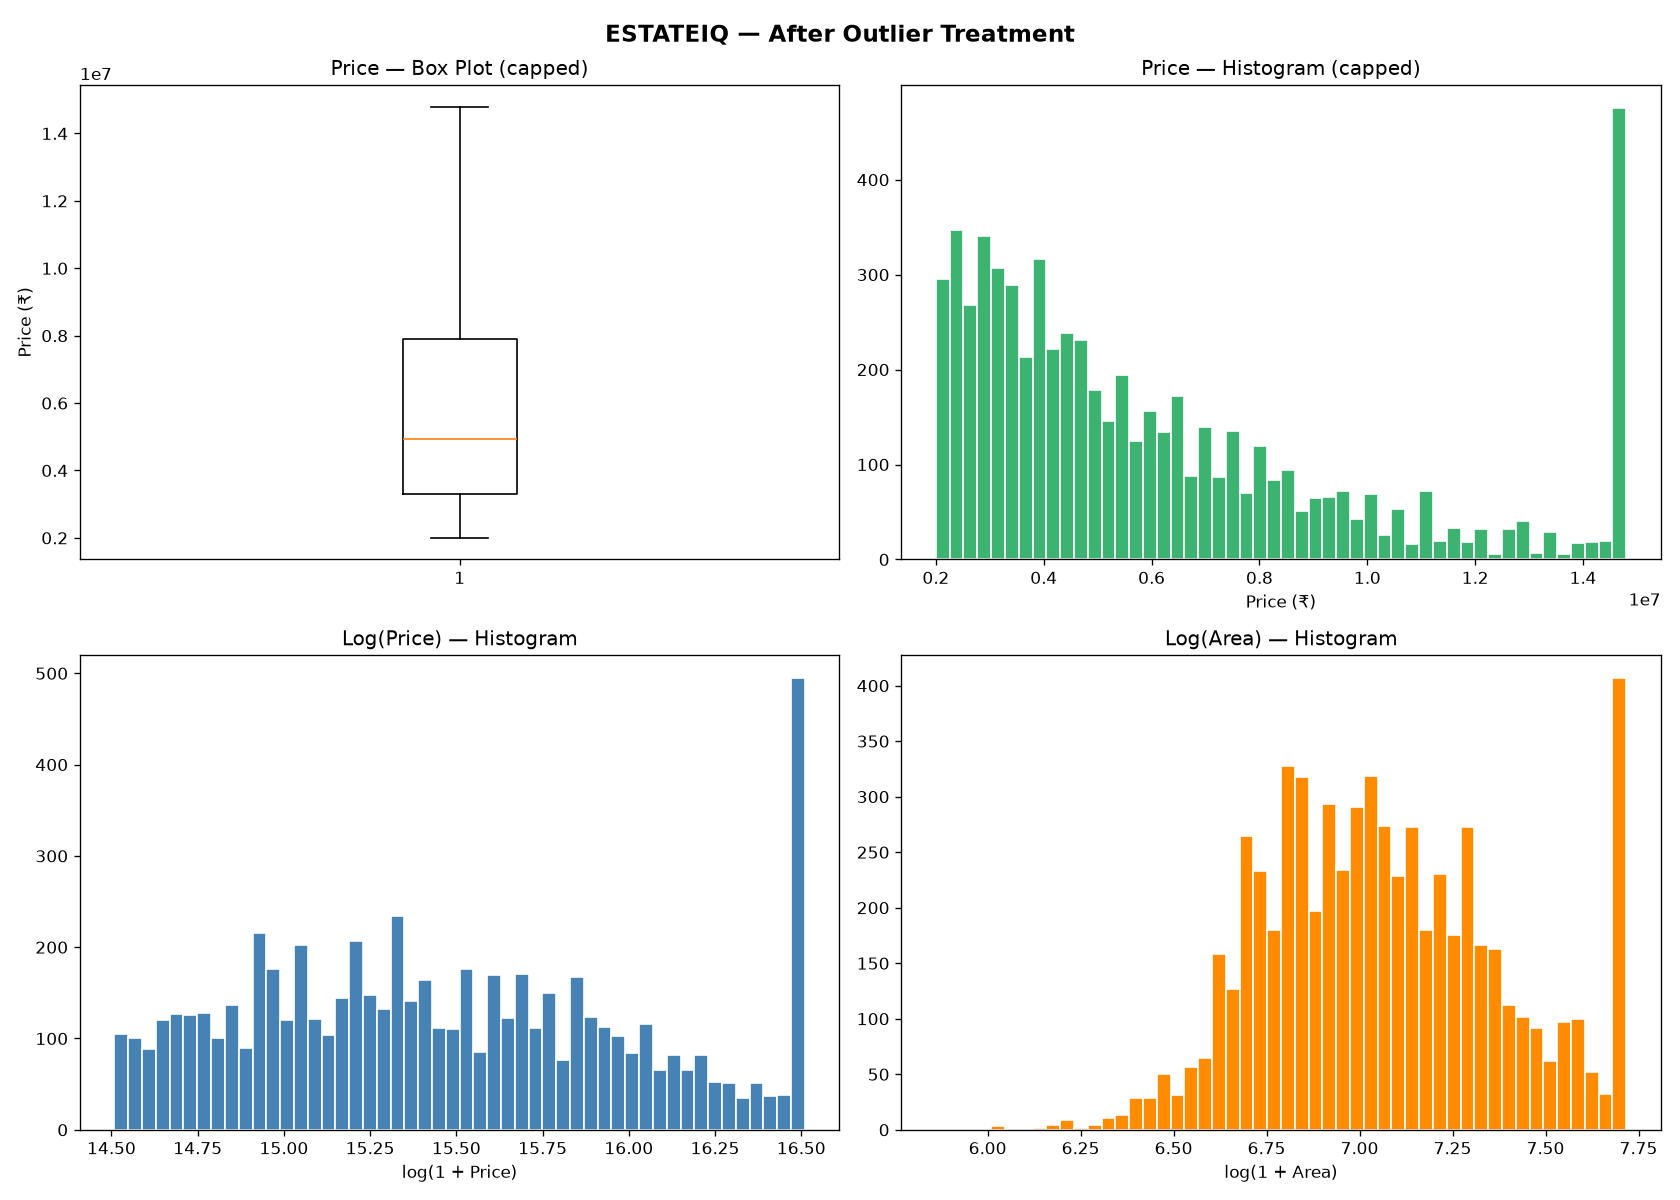 ESTATEIQ — After Outlier Treatment
Price — Box Plot (capped)
1e7
Price (₹)
1.4
1.2
1.0
0.8
0.6
0.4
0.2
1
Price — Histogram (capped)
400
300
200
100
0
0.2 0.4 0.6 0.8 1.0 1.2 1.4
1e7
Price (₹)
Log(Price) — Histogram
500
400
300
200
100
0
14.50 14.75 15.00 15.25 15.50 15.75 16.00 16.25 16.50
log(1 + Price)
Log(Area) — Histogram
400
350
300
250
200
150
100
50
0
6.00 6.25 6.50 6.75 7.00 7.25 7.50 7.75
log(1 + Area)